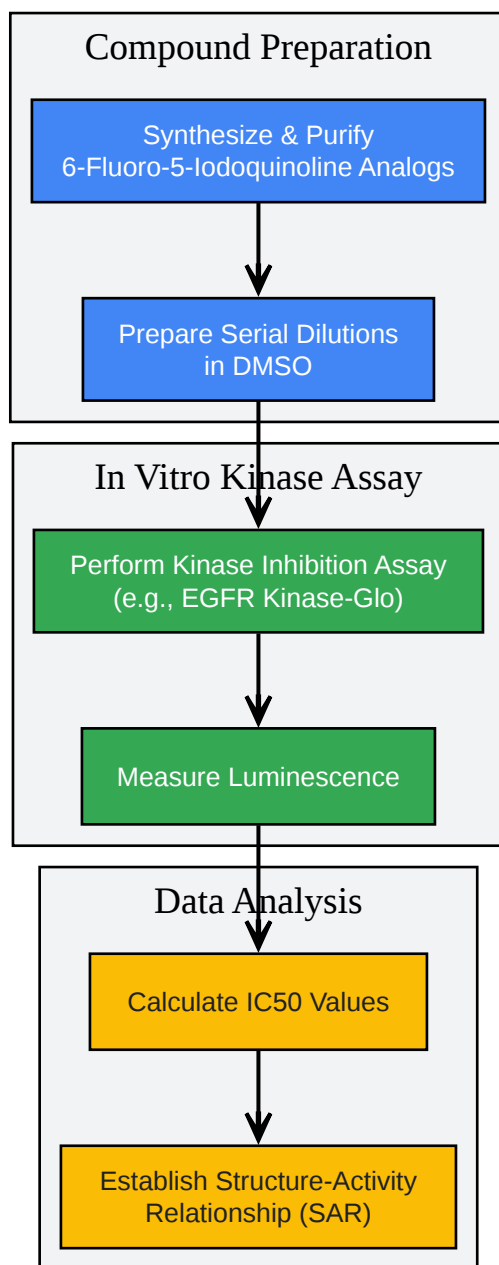 Compound Preparation
Synthesize & Purify
6-Fluoro-5-Iodoquinoline Analogs
Prepare Serial Dilutions
in DMSO
In Vitro Kinase Assay
Perform Kinase Inhibition Assay
(e.g., EGFR Kinase-Glo)
Measure Luminescence
Data Analysis
Calculate IC50 Values
Establish Structure-Activity
Relationship (SAR)